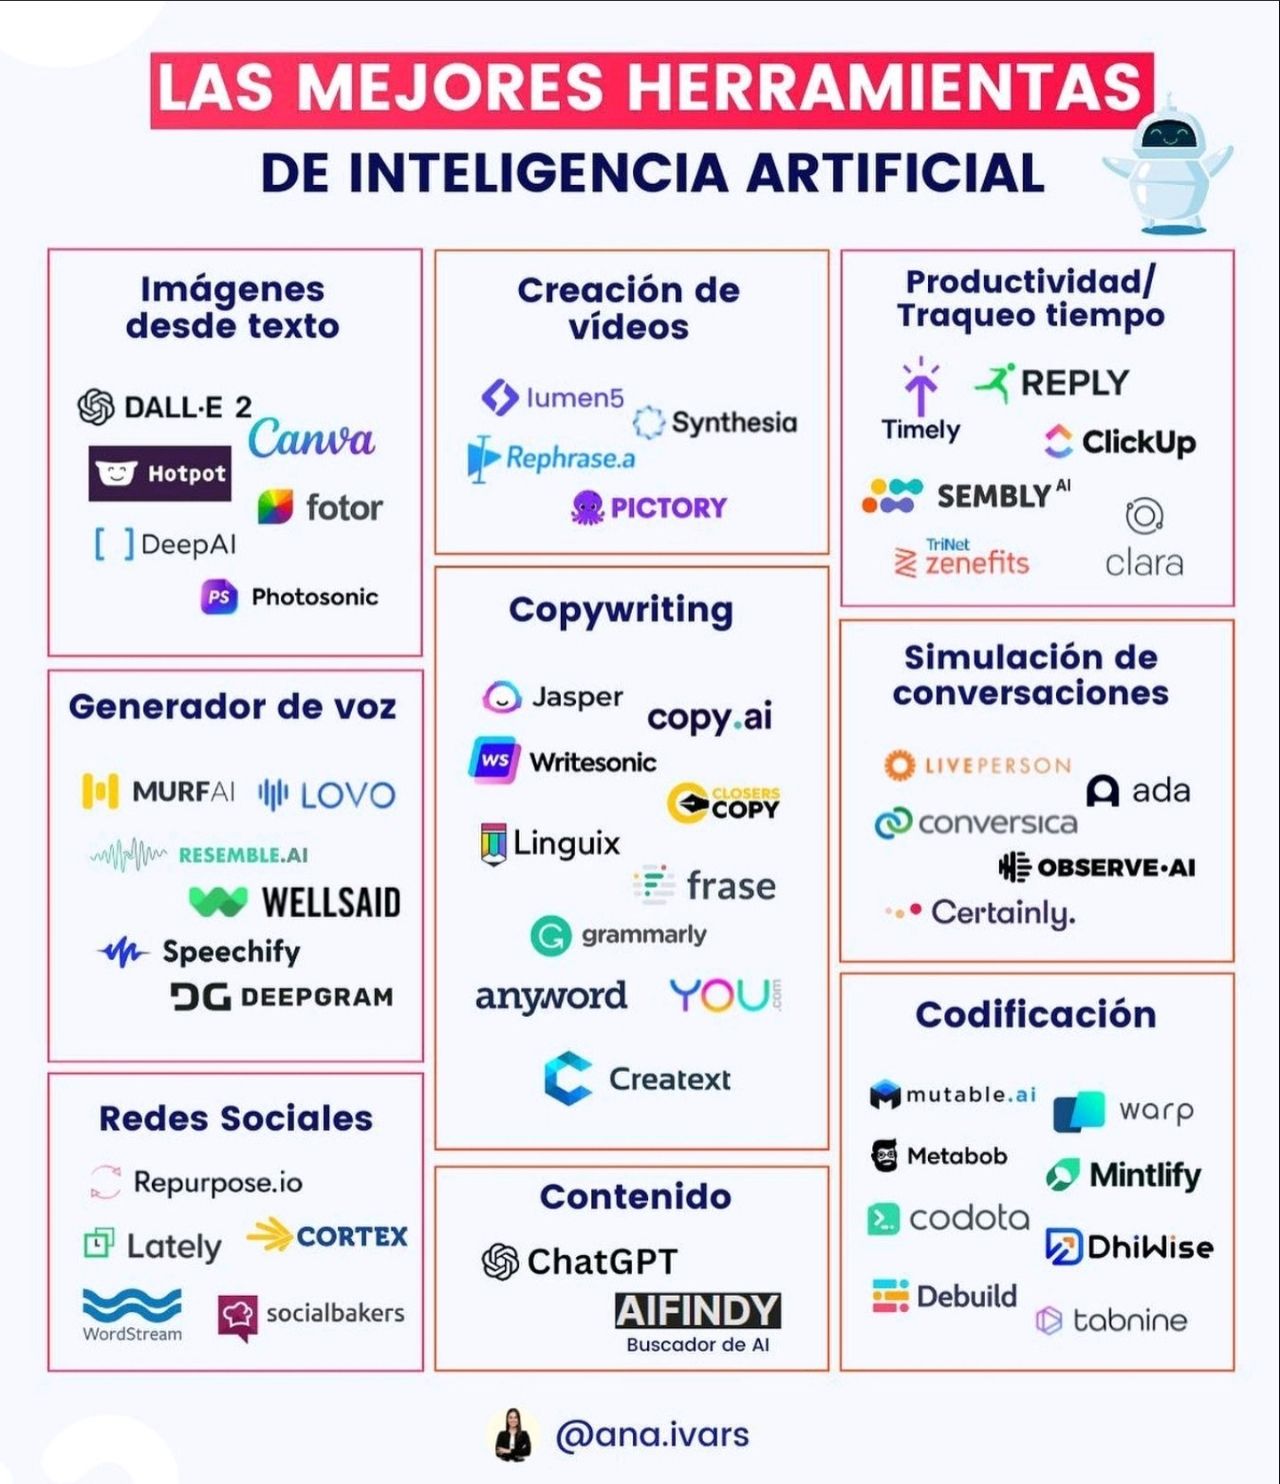 LAS MEJORES HERRAMIENTAS
DE INTELIGENCIA ARTIFICIAL
Imágenes
desde texto
DALL·E 2
Canva
Hotpot
fotor
[ ] DeepAI
PS Photosonic
Generador de voz
MURFAI
LOVO
RESEMBLE.AI
WELLSAID
Speechify
DG DEEPGRAM
Redes Sociales
Repurpose.io
Lately
CORTEX
WordStream
socialbakers
Creación de
vídeos
lumen5
Synthesia
Rephrase.a
PICTORY
Copywriting
Jasper
copy.ai
WS Writesonic
CLOSERS
COPY
Linguix
frase
G grammarly
anyword
YOU.com
Creatext
Contenido
ChatGPT
AIFINDY
Buscador de AI
Productividad/
Traqueo tiempo
Timely
REPLY
ClickUp
SEMBLY AI
TriNet
zenefits
clara
Simulación de
conversaciones
LIVEPERSON
ada
conversica
OBSERVE•AI
Certainly.
Codificación
mutable.ai
warp
Metabob
Mintlify
codota
DhiWise
Debuild
tabnine
@ana.ivars